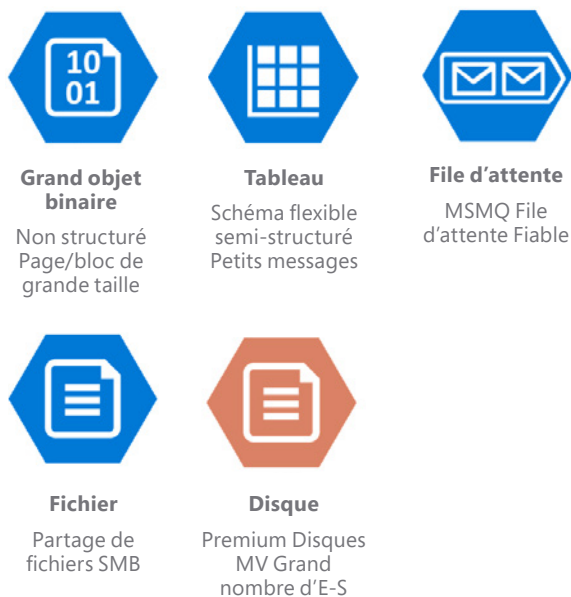 10
01
Grand objet
binaire
Non structuré
Page/bloc de
grande taille
Tableau
Schéma flexible
semi-structuré
Petits messages
File d'attente
MSMQ File
d'attente Fiable
Fichier
Partage de
fichiers SMB
Disque
Premium Disques
MV Grand
nombre d'E-S